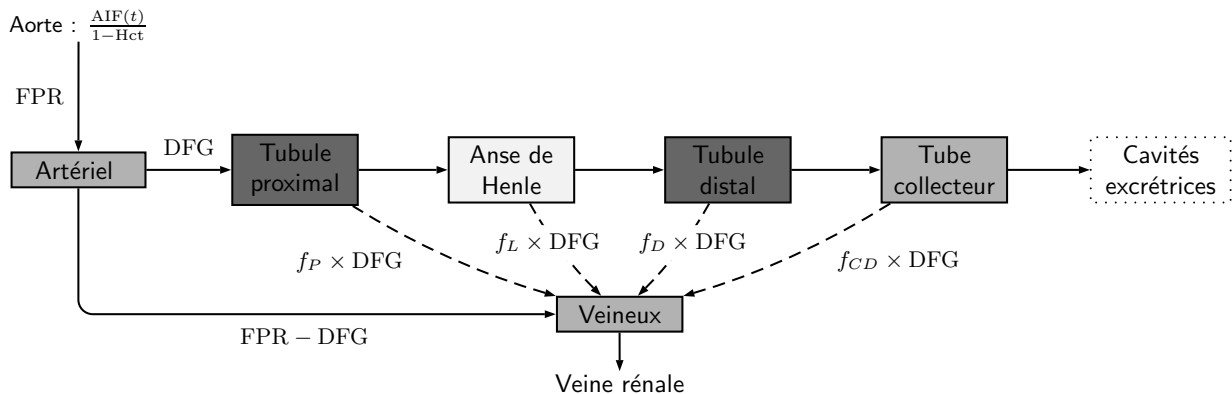 Aorte : AIF(t)/1−Hct
FPR
Artériel
DFG
Tubule
proximal
Anse de
Henle
Tubule
distal
Tube
collecteur
Cavités
excrétrices
f_P × DFG
f_L × DFG
f_D × DFG
f_CD × DFG
Veineux
FPR − DFG
Veine rénale